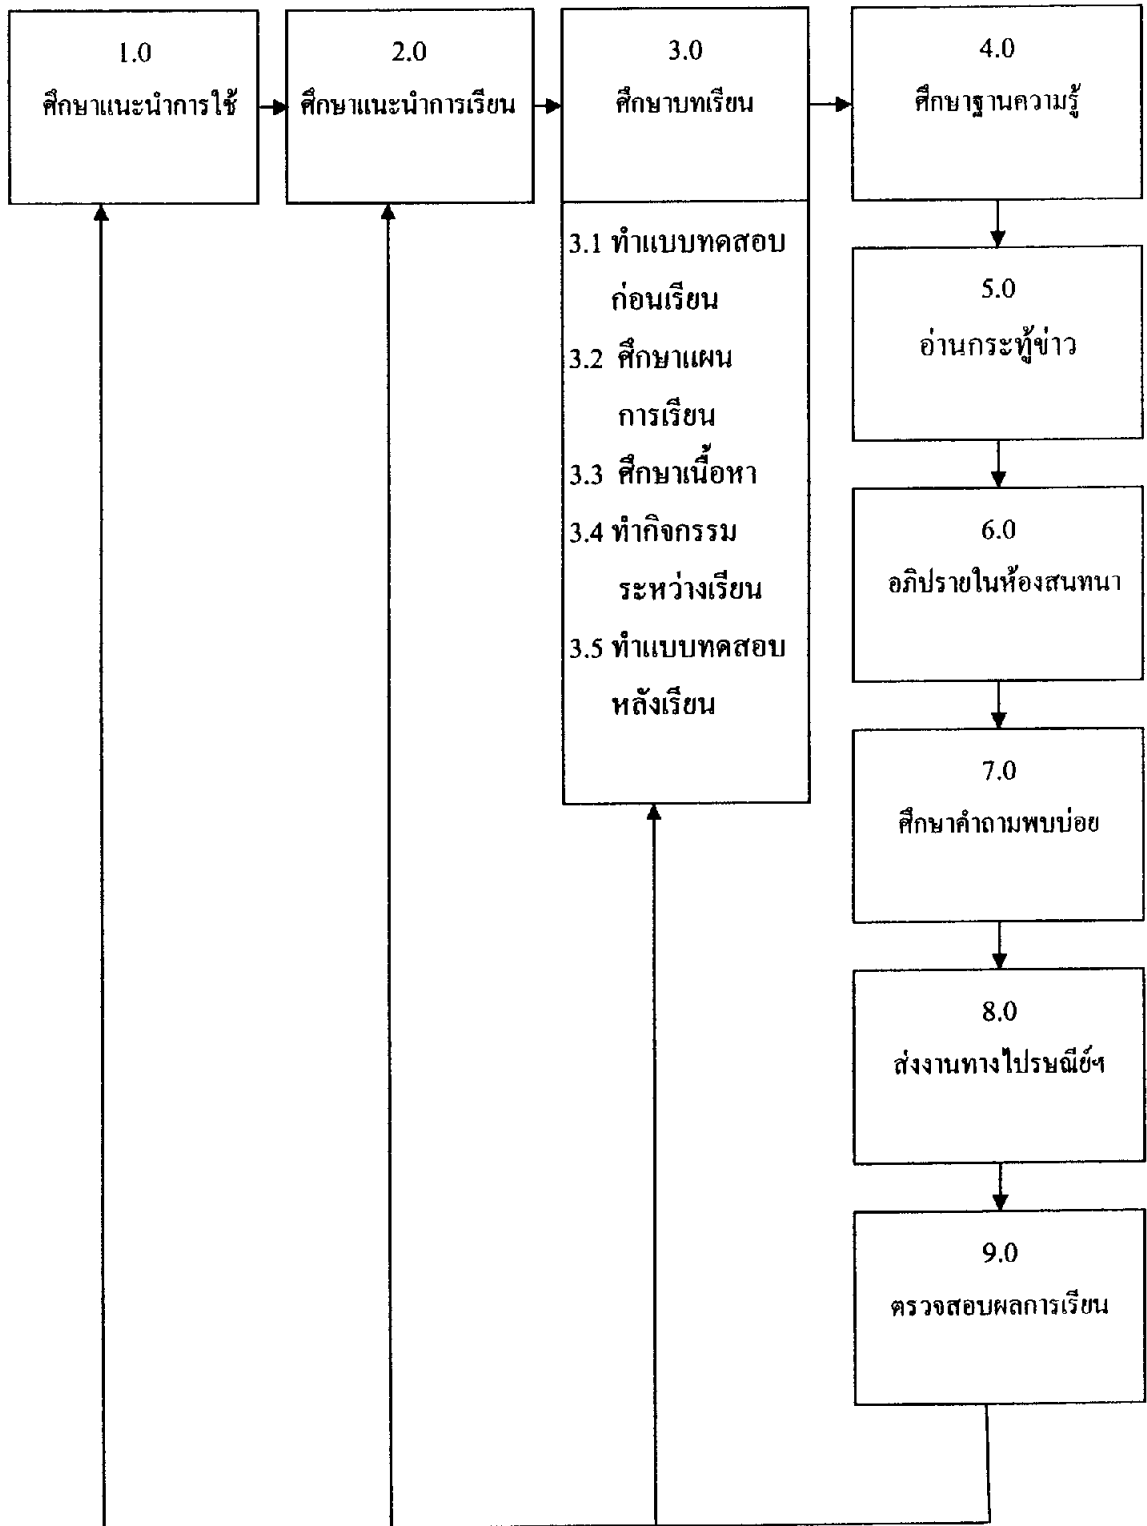 1.0
ศึกษาแนะนำการใช้
2.0
ศึกษาแนะนำการเรียน
3.0
ศึกษาบทเรียน
3.1 ทำแบบทดสอบ
ก่อนเรียน
3.2 ศึกษาแผน
การเรียน
3.3 ศึกษาเนื้อหา
3.4 ทำกิจกรรม
ระหว่างเรียน
3.5 ทำแบบทดสอบ
หลังเรียน
4.0
ศึกษาฐานความรู้
5.0
อ่านกระทู้ข่าว
6.0
อภิปรายในห้องสนทนา
7.0
ศึกษาคำถามพบบ่อย
8.0
ส่งงานทางไปรษณีย์ฯ
9.0
ตรวจสอบผลการเรียน